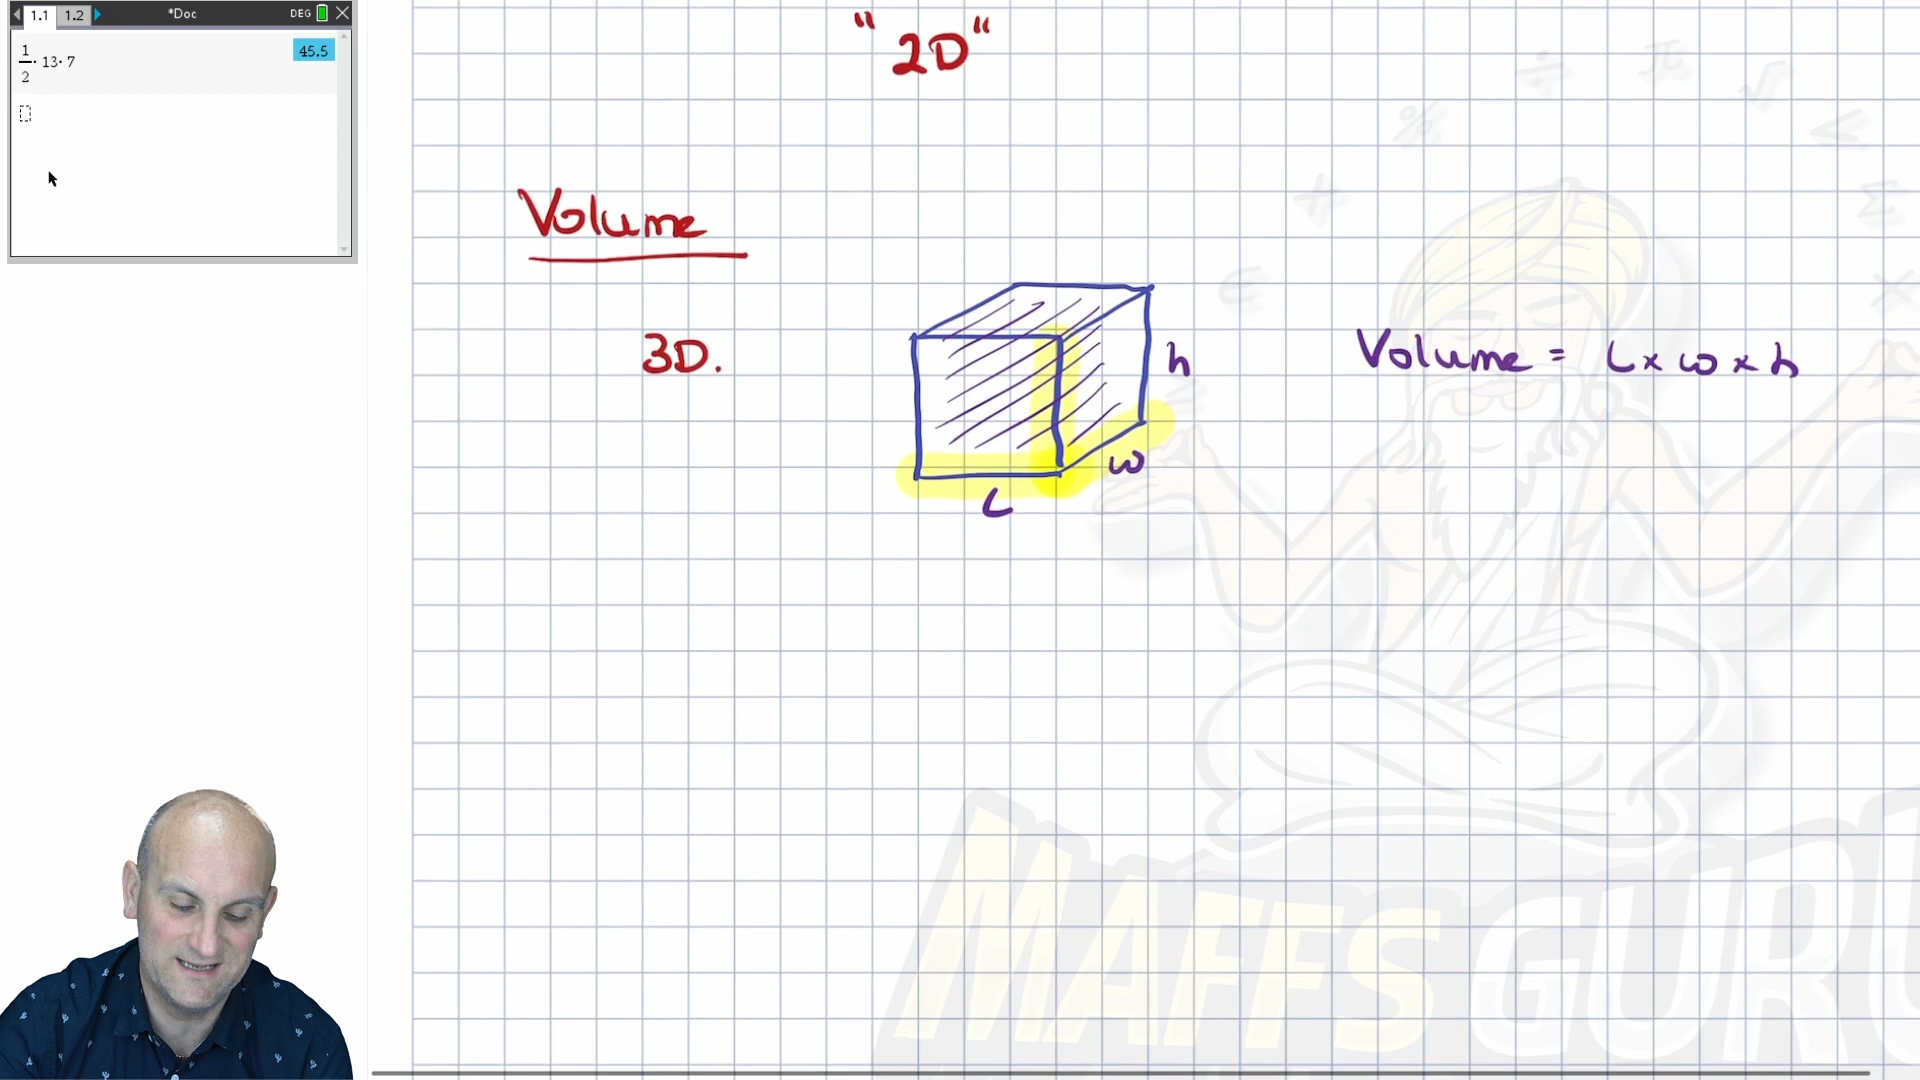 1.1 1.2 *Doc DEG
1/2 · 13 · 7 45.5
"2D"
Volume
3D.
h
Volume = L x w x h
w
L
% ÷ π √ ∠
∈ × Σ ×
MAFFS GURU